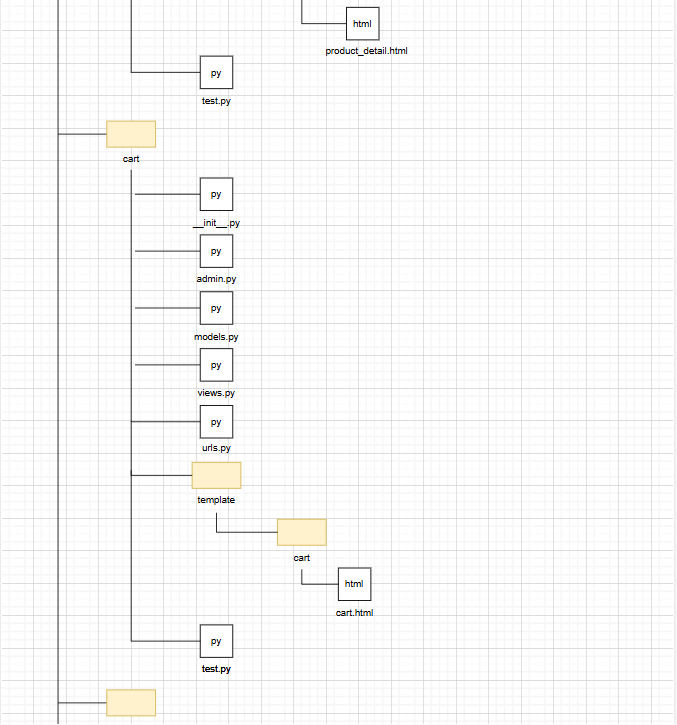 html
product_detail.html
py
test.py
cart
py
__init__.py
py
admin.py
py
models.py
py
views.py
py
urls.py
template
cart
html
cart.html
py
test.py